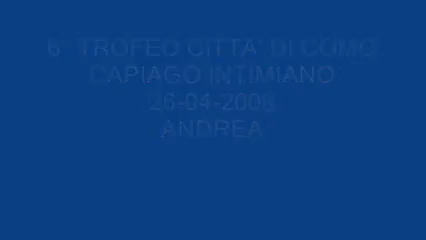 6° TROFEO CITTA' DI COMO
CAPIAGO INTIMIANO
26-04-2008
ANDREA